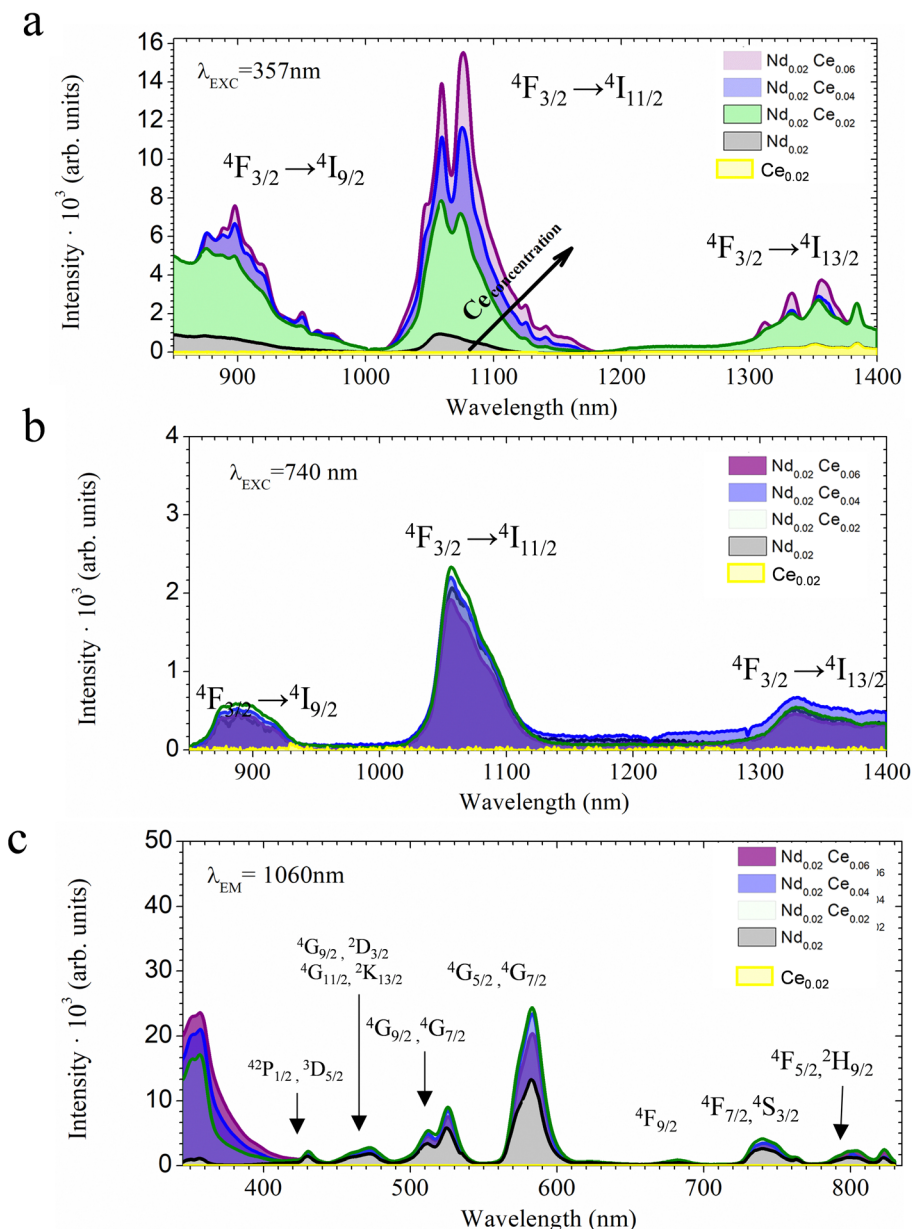 a
16
14
12
10
8
6
4
2
0
Intensity · 10³ (arb. units)
λEXC=357nm
⁴F3/2→⁴I9/2
⁴F3/2→⁴I11/2
⁴F3/2→⁴I13/2
Ce concentration
Nd0.02 Ce0.06
Nd0.02 Ce0.04
Nd0.02 Ce0.02
Nd0.02
Ce0.02
900 1000 1100 1200 1300 1400
Wavelength (nm)
b
4
3
2
1
0
Intensity · 10³ (arb. units)
λEXC=740 nm
⁴F3/2→⁴I9/2
⁴F3/2→⁴I11/2
⁴F3/2→⁴I13/2
Nd0.02 Ce0.06
Nd0.02 Ce0.04
Nd0.02 Ce0.02
Nd0.02
Ce0.02
900 1000 1100 1200 1300 1400
Wavelength (nm)
c
50
40
30
20
10
0
Intensity · 10³ (arb. units)
λEM= 1060nm
⁴G9/2, ²D3/2
⁴G11/2, ²K13/2
⁴²P1/2, ³D5/2
⁴G9/2, ⁴G7/2
⁴G5/2, ⁴G7/2
⁴F9/2
⁴F7/2, ⁴S3/2
⁴F5/2, ²H9/2
Nd0.02 Ce0.06
Nd0.02 Ce0.04
Nd0.02 Ce0.02
Nd0.02
Ce0.02
400 500 600 700 800
Wavelength (nm)